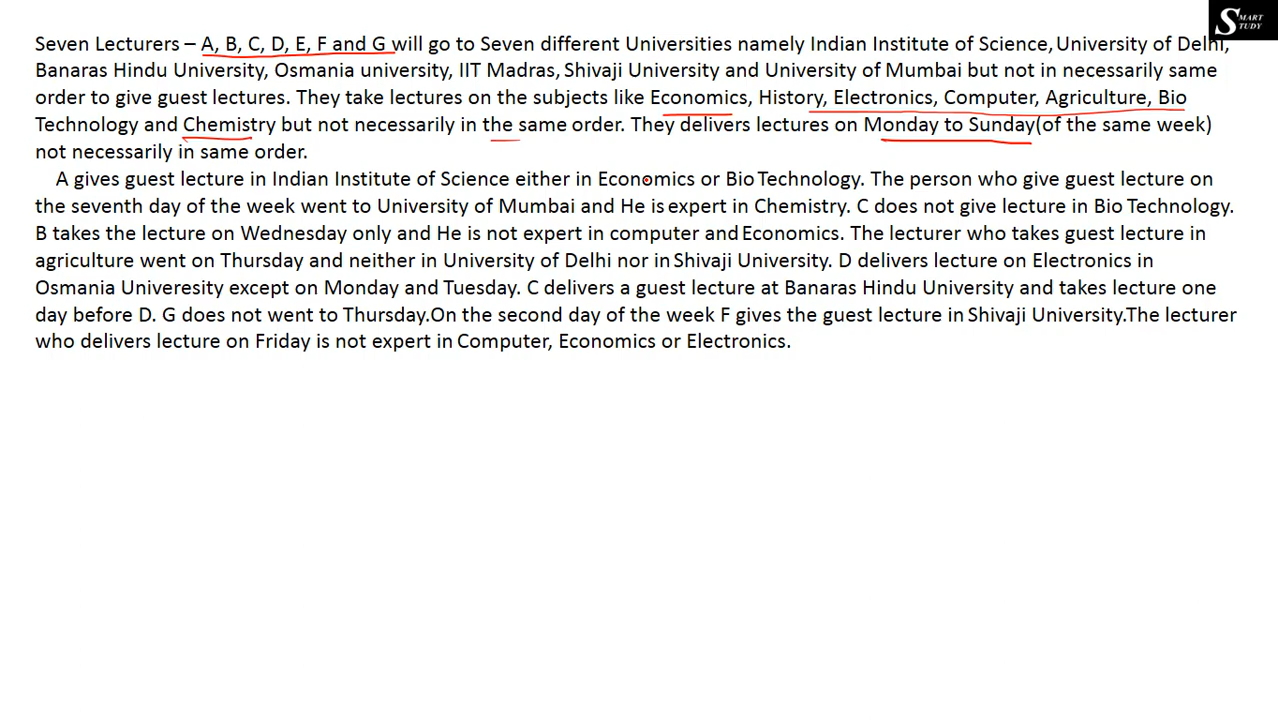 SMART STUDY
Seven Lecturers – A, B, C, D, E, F and G will go to Seven different Universities namely Indian Institute of Science, University of Delhi,
Banaras Hindu University, Osmania university, IIT Madras, Shivaji University and University of Mumbai but not in necessarily same
order to give guest lectures. They take lectures on the subjects like Economics, History, Electronics, Computer, Agriculture, Bio
Technology and Chemistry but not necessarily in the same order. They delivers lectures on Monday to Sunday(of the same week)
not necessarily in same order.
A gives guest lecture in Indian Institute of Science either in Economics or Bio Technology. The person who give guest lecture on
the seventh day of the week went to University of Mumbai and He is expert in Chemistry. C does not give lecture in Bio Technology.
B takes the lecture on Wednesday only and He is not expert in computer and Economics. The lecturer who takes guest lecture in
agriculture went on Thursday and neither in University of Delhi nor in Shivaji University. D delivers lecture on Electronics in
Osmania Univeresity except on Monday and Tuesday. C delivers a guest lecture at Banaras Hindu University and takes lecture one
day before D. G does not went to Thursday.On the second day of the week F gives the guest lecture in Shivaji University.The lecturer
who delivers lecture on Friday is not expert in Computer, Economics or Electronics.